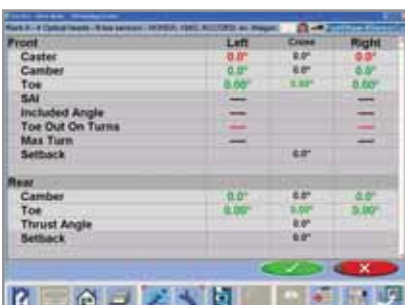 Front Left Cross Right
Caster 0.0° 0.0° 0.0°
Camber 0.0° 0.0° 0.0°
Toe 0.00° 0.00° 0.00°
SAI ---- ----
Included Angle ---- ----
Toe Out On Turns ---- ----
Max Turn ---- ----
Setback 0.0°
Rear
Camber 0.0° 0.0° 0.0°
Toe 0.00° 0.00° 0.00°
Thrust Angle 0.0°
Setback 0.0°